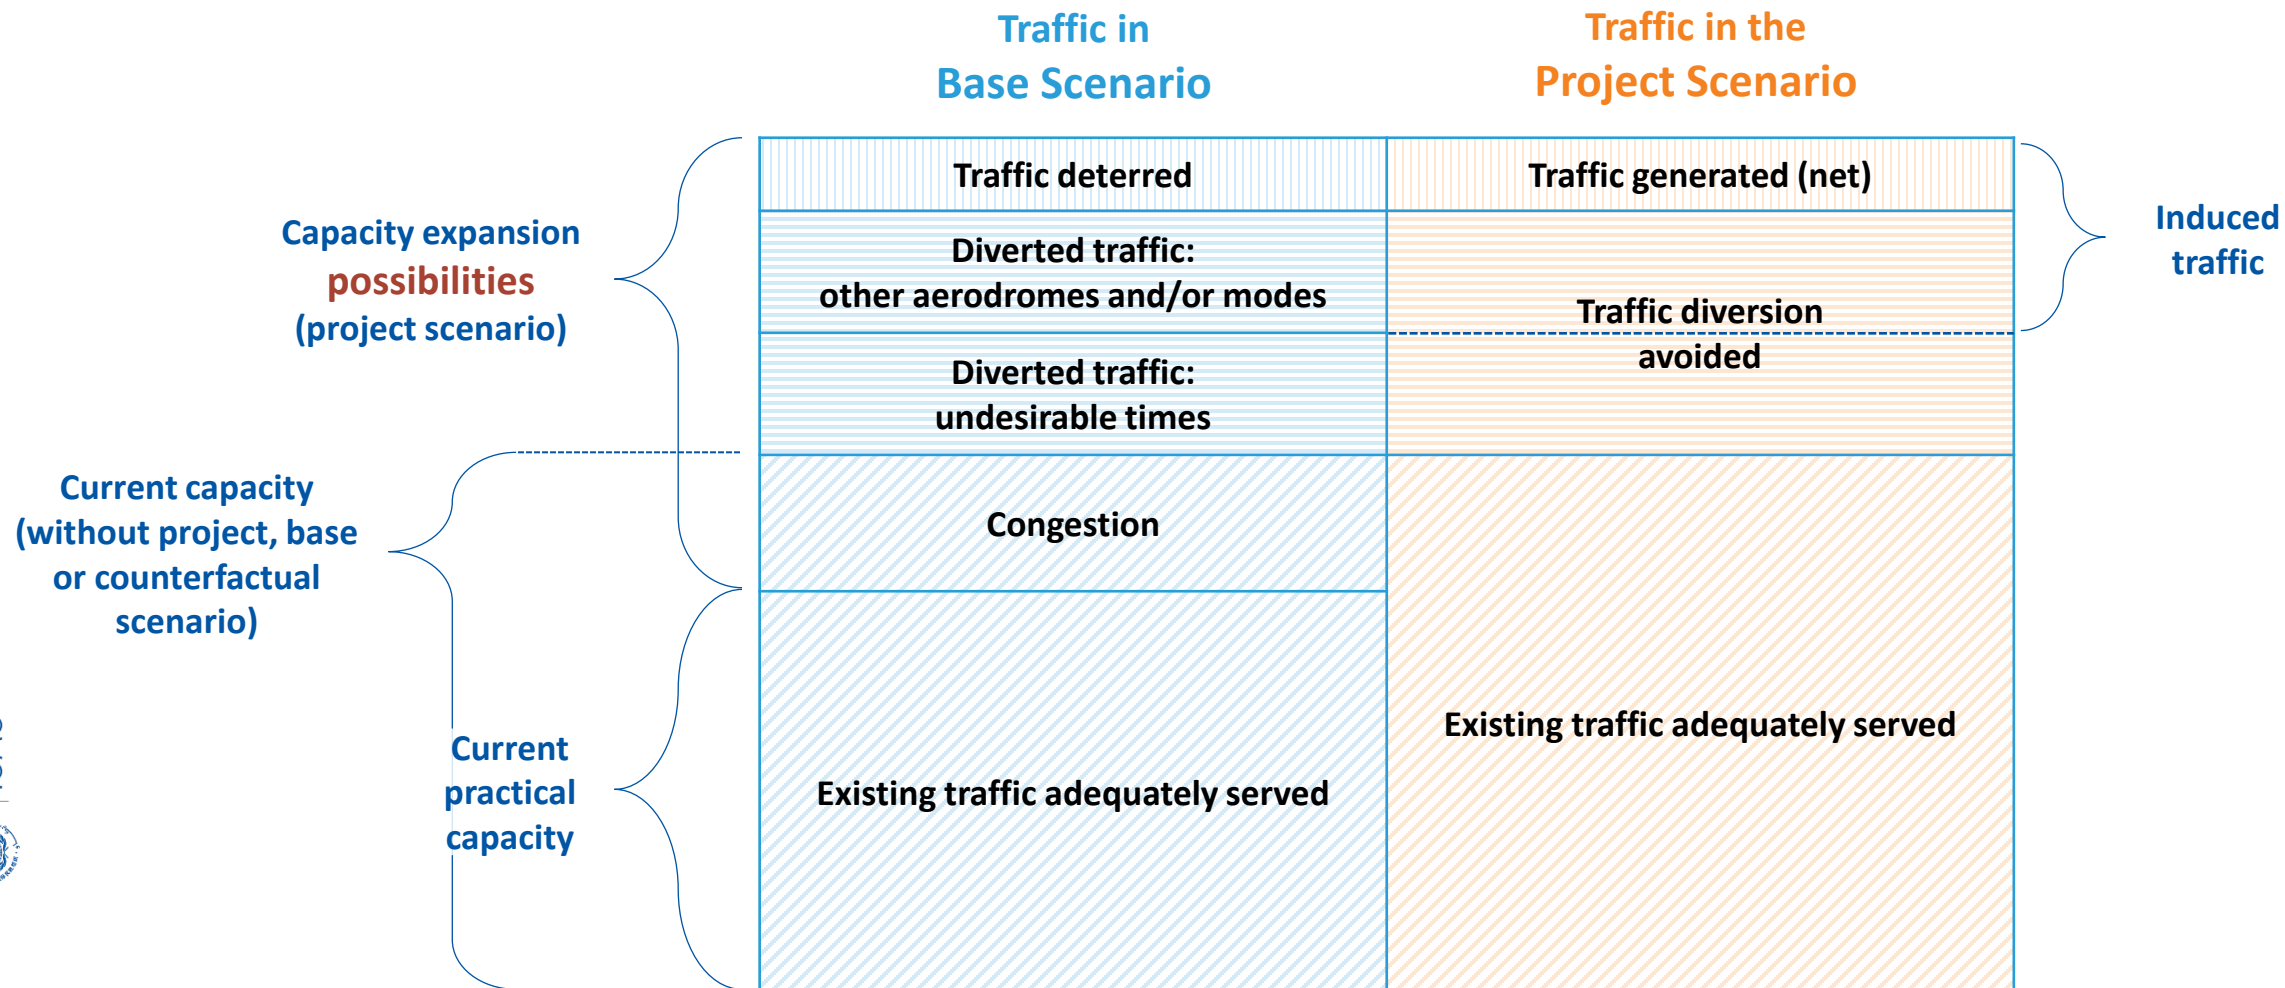 Traffic in
Base Scenario
Traffic in the
Project Scenario
Traffic deterred
Traffic generated (net)
Capacity expansion
possibilities
(project scenario)
Diverted traffic:
other aerodromes and/or modes
Traffic diversion
avoided
Induced
traffic
Diverted traffic:
undesirable times
Current capacity
(without project, base
or counterfactual
scenario)
Congestion
Current
practical
capacity
Existing traffic adequately served
Existing traffic adequately served